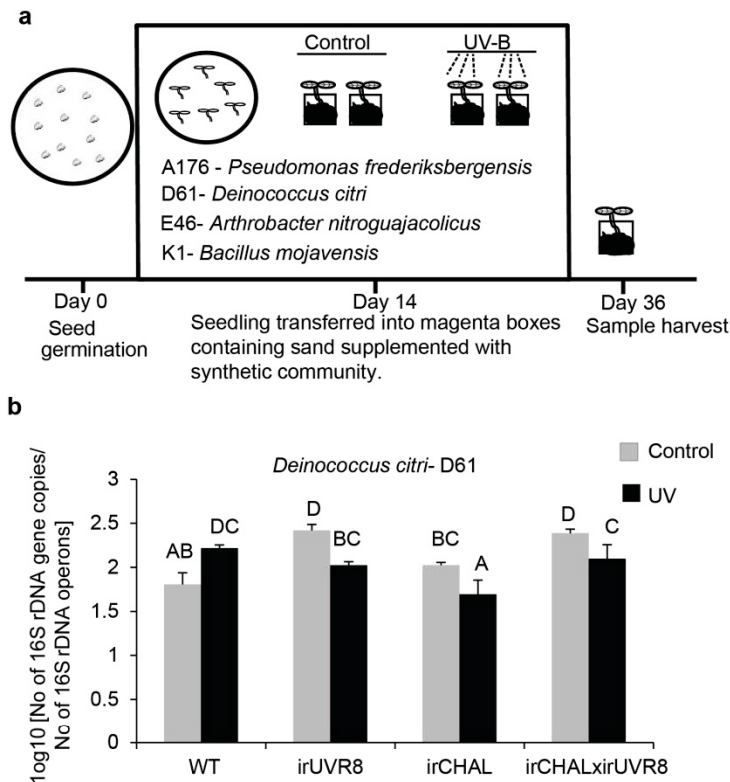 a
Control
UV-B
A176 - Pseudomonas frederiksbergensis
D61- Deinococcus citri
E46- Arthrobacter nitroguajacolicus
K1- Bacillus mojavensis
Day 0
Seed
germination
Day 14
Seedling transferred into magenta boxes
containing sand supplemented with
synthetic community.
Day 36
Sample harvest
b
Deinococcus citri- D61
Control
UV
log10 [No of 16S rDNA gene copies/
No of 16S rDNA operons]
3
2.5
2
1.5
1
0.5
0
AB
DC
D
BC
BC
A
D
C
WT
irUVR8
irCHAL
irCHALxirUVR8